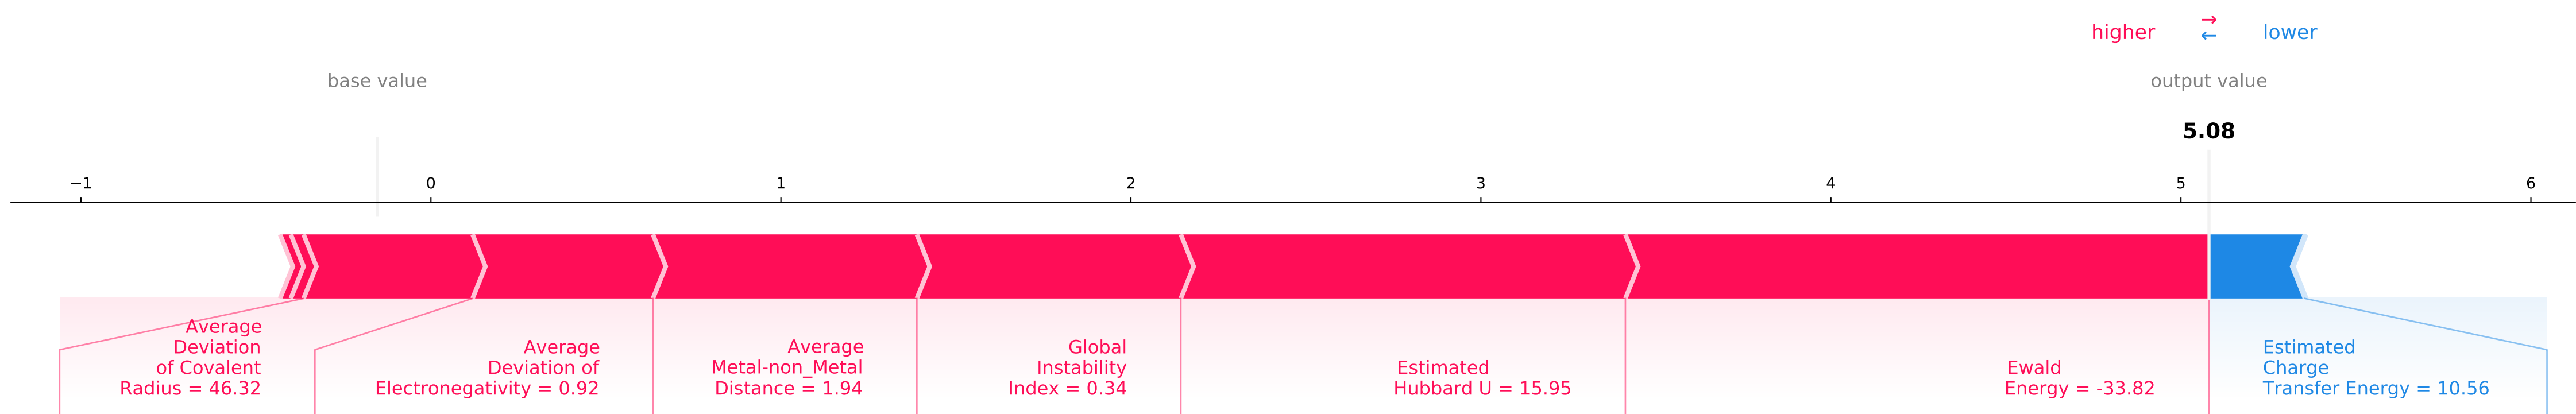 higher → lower
←
base value
output value
5.08
−1 0 1 2 3 4 5 6
Average
Deviation
of Covalent
Radius = 46.32
Average
Deviation of
Electronegativity = 0.92
Average
Metal-non_Metal
Distance = 1.94
Global
Instability
Index = 0.34
Estimated
Hubbard U = 15.95
Ewald
Energy = -33.82
Estimated
Charge
Transfer Energy = 10.56